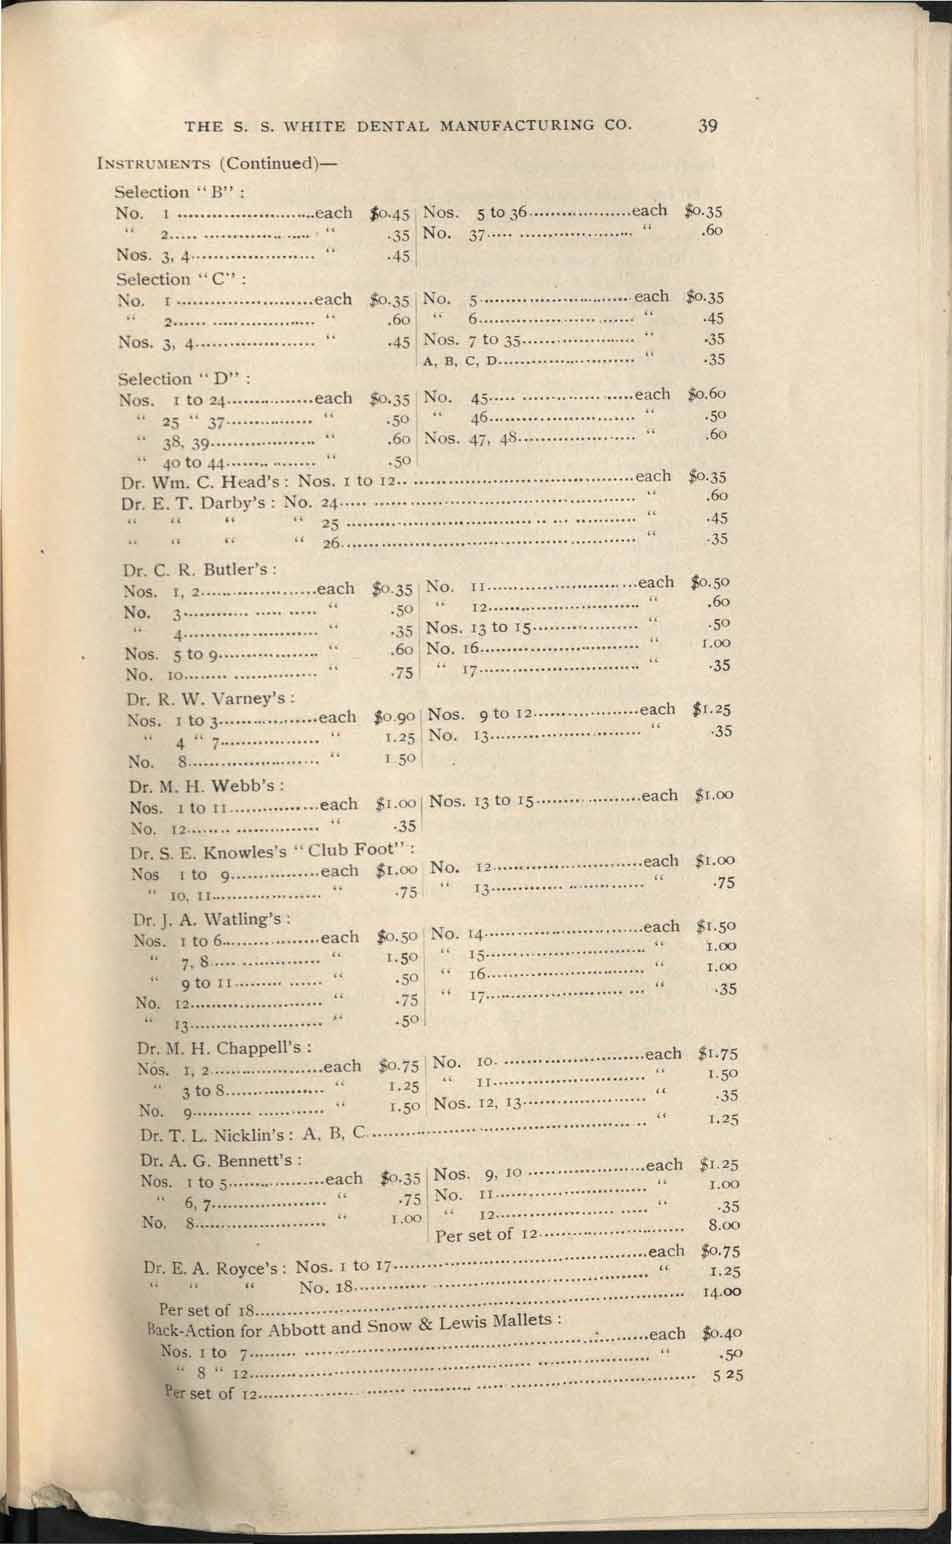 THE S. S. WHITE DENTAL MANUFACTURING CO. 39
INSTRUMENTS (Continued)—
Selection "B" :
No. 1 ........................each $0.45
" 2..... .................... " .35
Nos. 3, 4...................... " .45
Nos. 5 to 36...................each $0.35
No. 37..... .................... " .60
Selection "C" :
No. 1 ........................each $0.35
" 2...... .................. " .60
Nos. 3, 4..................... " .45
No. 5 ...........................each $0.35
" 6........................... " .45
Nos. 7 to 35........................ " .35
A, B, C, D........................... " .35
Selection "D" :
Nos. 1 to 24...............each $0.35
" 25 " 37................ " .50
" 38, 39.................. " .60
" 40 to 44................ " .50
No. 45..... .................each $0.60
" 46.......................... " .50
Nos. 47, 48..................... " .60
Dr. Wm. C. Head's : Nos. 1 to 12.. .......................................each $0.35
Dr. E. T. Darby's : No. 24..... ............................................. " .60
" " " " 25 .................................................. " .45
" " " " 26.................................................. " .35
Dr. C. R. Butler's :
Nos. 1, 2....................each $0.35
No. 3........................ " .50
" 4........................ " .35
Nos. 5 to 9.................. " .60
No. 10........ ............... " .75
No. 11..........................each $0.50
" 12.......................... " .60
Nos. 13 to 15.................. " .50
No. 16........................... " 1.00
" 17........................... " .35
Dr. R. W. Varney's :
Nos. 1 to 3..................each $0.90
" 4 " 7.................. " 1.25
No. 8....................... " 1 50
Nos. 9 to 12..................each $1.25
No. 13.......................... " .35
Dr. M. H. Webb's :
Nos. 1 to 11................each $1.00
No. 12....... ............... " .35
Nos. 13 to 15..................each $1.00
Dr. S. E. Knowles's "Club Foot" :
Nos 1 to 9................each $1.00
" 10, 11................... " .75
No. 12..........................each $1.00
" 13.......................... " .75
Dr. J. A. Watling's :
Nos. 1 to 6.................each $0.50
" 7, 8..................... " 1.50
" 9 to 11......... ...... " .50
No. 12....................... " .75
" 13........................ " .50
No. 14...........................each $1.50
" 15........................... " 1.00
" 16........................... " 1.00
" 17........................... " .35
Dr. M. H. Chappell's :
Nos. 1, 2....................each $0.75
" 3 to 8.................. " 1.25
No. 9........... ............ " 1.50
No. 10. ........................each $1.75
" 11.......................... " 1.50
Nos. 12, 13..................... " .35
Dr. T. L. Nicklin's : A, B, C............................................... " 1.25
Dr. A. G. Bennett's :
Nos. 1 to 5.................each $0.35
" 6, 7.................... " .75
No. 8........................ " 1.00
Nos. 9, 10 ....................each $1.25
No. 11.......................... " 1.00
" 12.................... ..... " .35
Per set of 12........................ 8.00
Dr. E. A. Royce's : Nos. 1 to 17...........................................each $0.75
" " " No. 18.................................................. " 1.25
Per set of 18........................................................................ 14.00
Back-Action for Abbott and Snow & Lewis Mallets :
Nos. 1 to 7......... ........................................................each $0.40
" 8 " 12.................................................................. " .50
Per set of 12........................................................................ 5 25